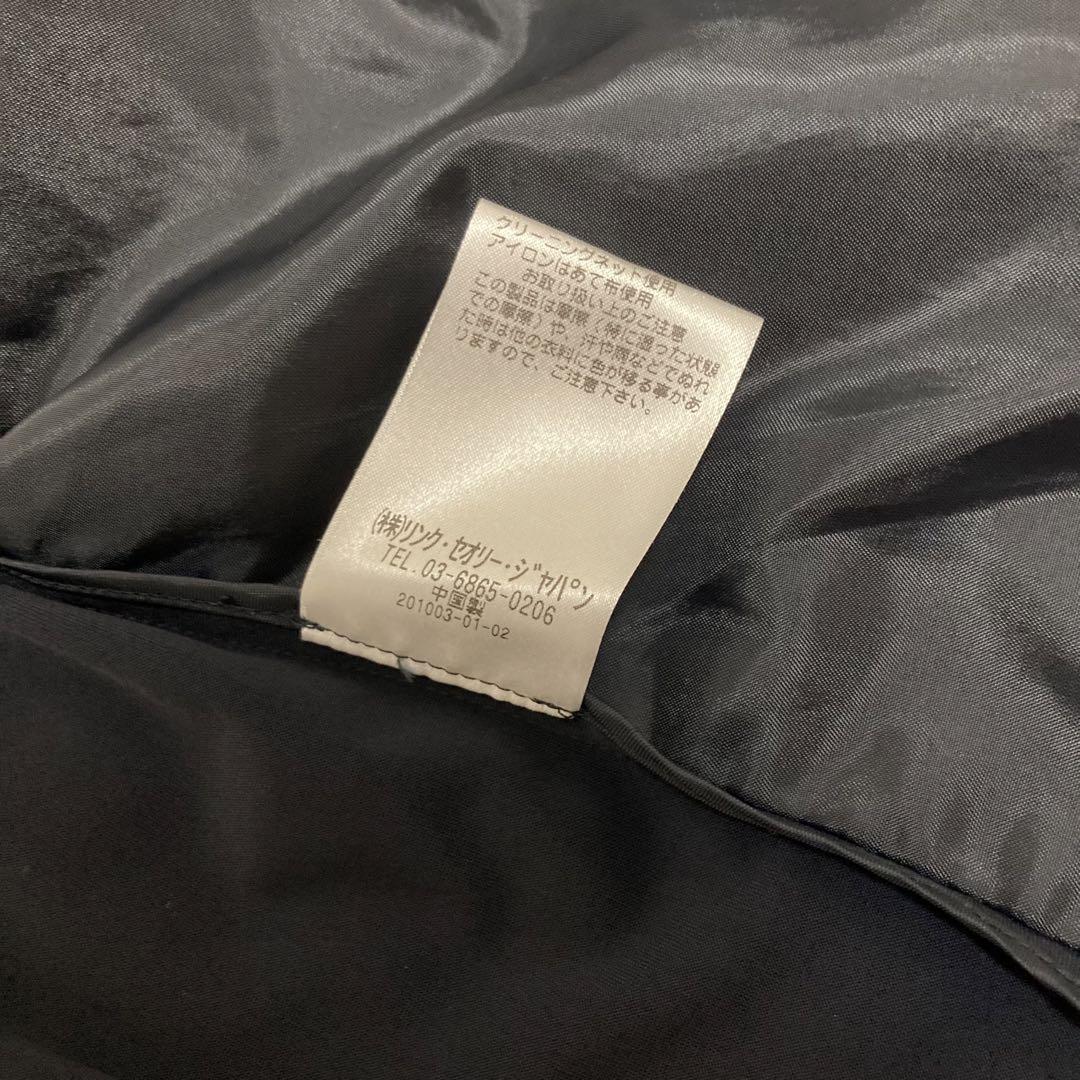 クリーニングネット使用
アイロンはあて布使用
お取り扱い上のご注意
この製品は摩擦(特に湿った状態
での摩擦)や、汗や雨などでぬれ
た時は他の衣料に色が移る事があ
りますので、ご注意下さい。
(株)リンク・セオリー・ジャパン
TEL.03-6865-0206
中国製
201003-01-02